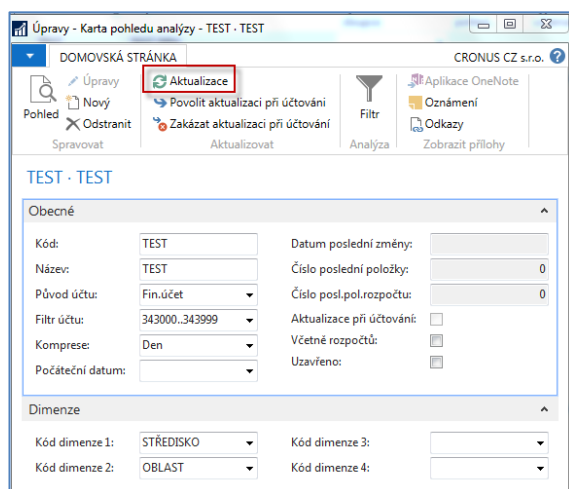 Úpravy - Karta pohledu analýzy - TEST · TEST
DOMOVSKÁ STRÁNKA
CRONUS CZ s.r.o.
Pohled
Úpravy
Nový
Odstranit
Spravovat
Aktualizace
Povolit aktualizaci při účtování
Zakázat aktualizaci při účtování
Aktualizovat
Filtr
Analýza
Aplikace OneNote
Oznámení
Odkazy
Zobrazit přílohy
TEST · TEST
Obecné
Kód: TEST
Název: TEST
Původ účtu: Fin.účet
Filtr účtu: 343000..343999
Komprese: Den
Počáteční datum:
Datum poslední změny:
Číslo poslední položky: 0
Číslo posl.pol.rozpočtu: 0
Aktualizace při účtování:
Včetně rozpočtů:
Uzavřeno:
Dimenze
Kód dimenze 1: STŘEDISKO
Kód dimenze 2: OBLAST
Kód dimenze 3:
Kód dimenze 4: